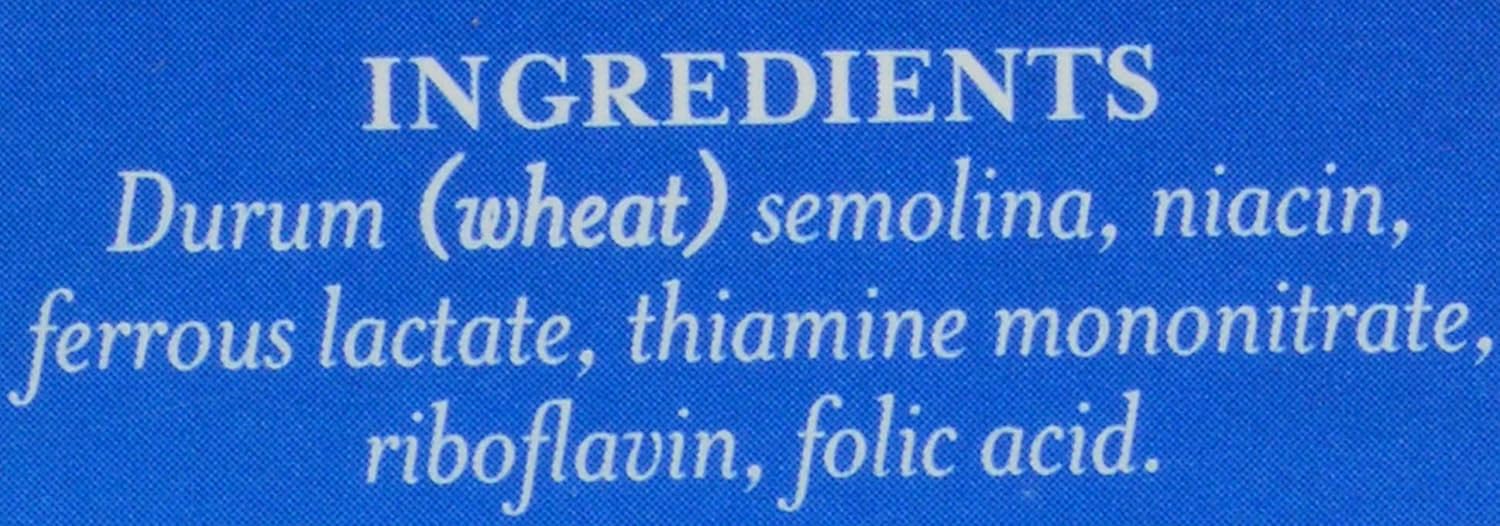 INGREDIENTS
Durum (wheat) semolina, niacin,
ferrous lactate, thiamine mononitrate,
riboflavin, folic acid.